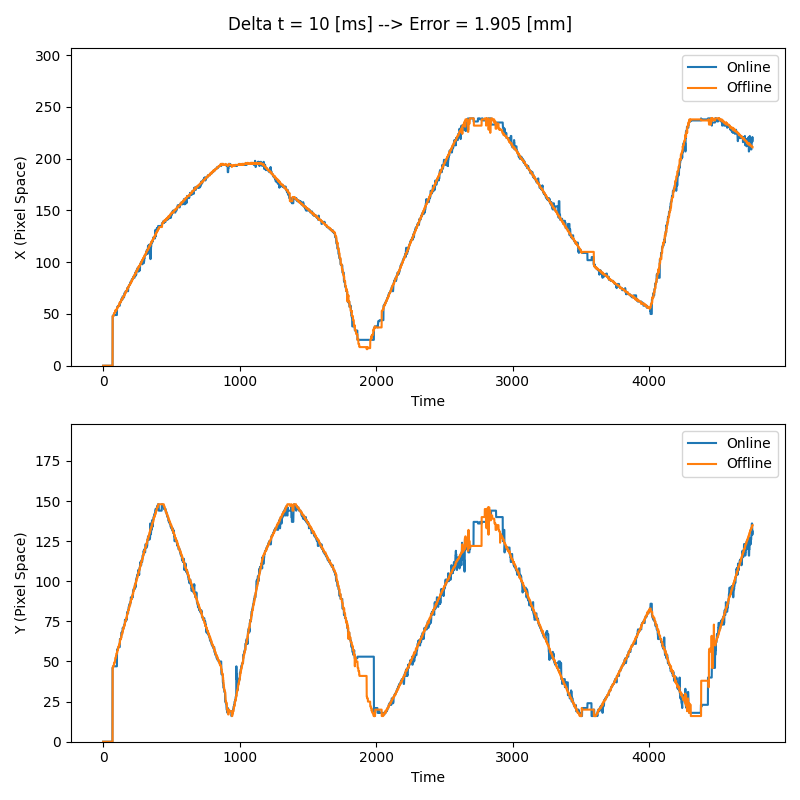 Delta t = 10 [ms] --> Error = 1.905 [mm]
300
250
200
150
100
50
0
X (Pixel Space)
Online
Offline
0 1000 2000 3000 4000
Time
175
150
125
100
75
50
25
0
Y (Pixel Space)
Online
Offline
0 1000 2000 3000 4000
Time